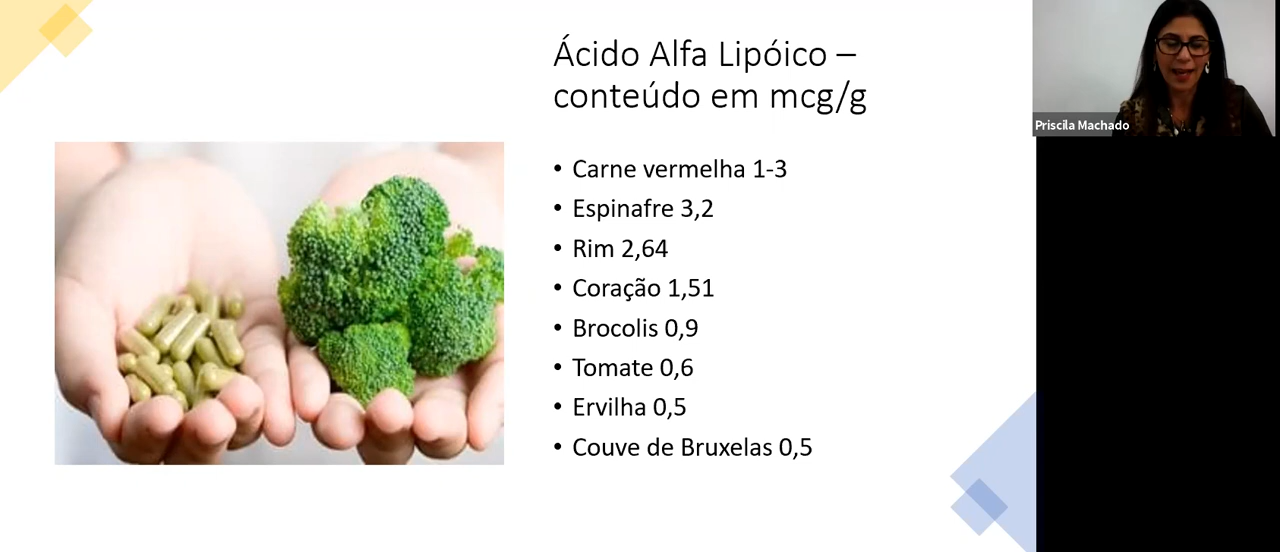 Ácido Alfa Lipóico –
conteúdo em mcg/g
• Carne vermelha 1-3
• Espinafre 3,2
• Rim 2,64
• Coração 1,51
• Brocolis 0,9
• Tomate 0,6
• Ervilha 0,5
• Couve de Bruxelas 0,5
Priscila Machado